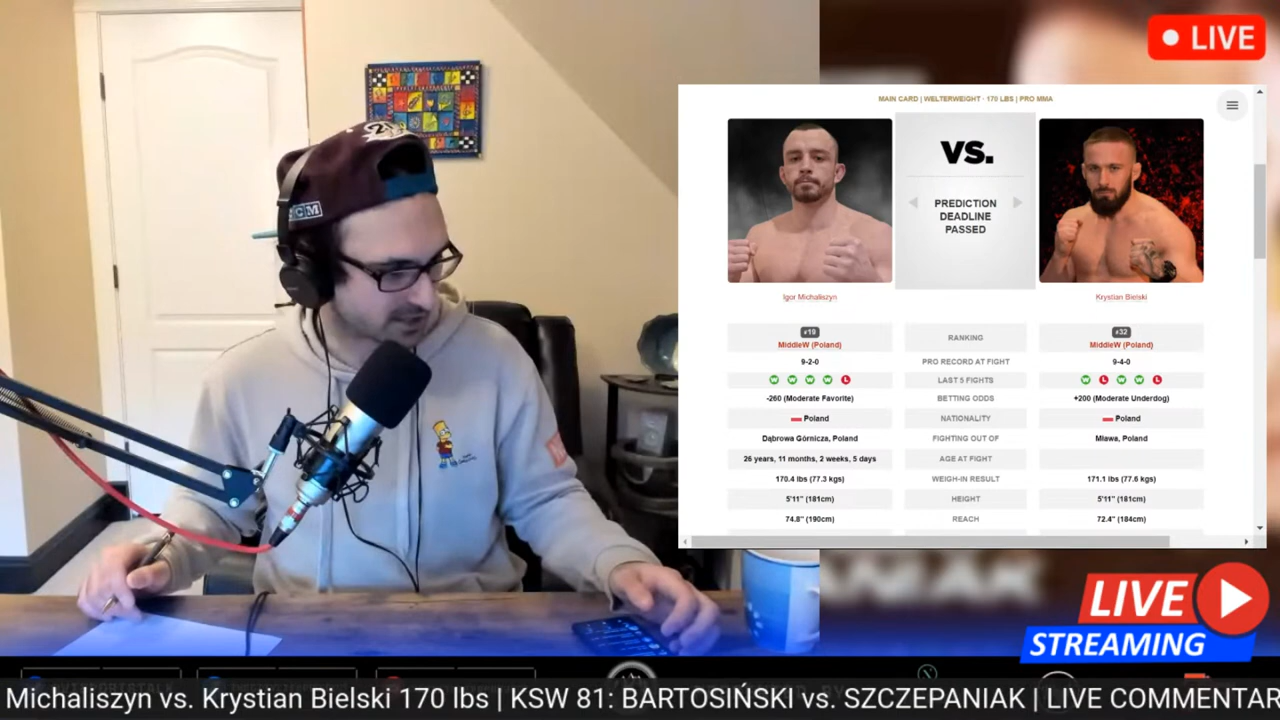 LIVE
MAIN CARD | WELTERWEIGHT · 170 LBS | PRO MMA
VS.
PREDICTION
DEADLINE
PASSED
Igor Michaliszyn
Krystian Bielski
#19 RANKING #32
MiddleW (Poland) MiddleW (Poland)
9-2-0 PRO RECORD AT FIGHT 9-4-0
W W W W L LAST 5 FIGHTS W L W W L
-260 (Moderate Favorite) BETTING ODDS +200 (Moderate Underdog)
Poland NATIONALITY Poland
Dąbrowa Górnicza, Poland FIGHTING OUT OF Mława, Poland
26 years, 11 months, 2 weeks, 5 days AGE AT FIGHT
170.4 lbs (77.3 kgs) WEIGH-IN RESULT 171.1 lbs (77.6 kgs)
5'11" (181cm) HEIGHT 5'11" (181cm)
74.8" (190cm) REACH 72.4" (184cm)
CCM
LIVE
STREAMING
Michaliszyn vs. Krystian Bielski 170 lbs | KSW 81: BARTOSIŃSKI vs. SZCZEPANIAK | LIVE COMMENTAR